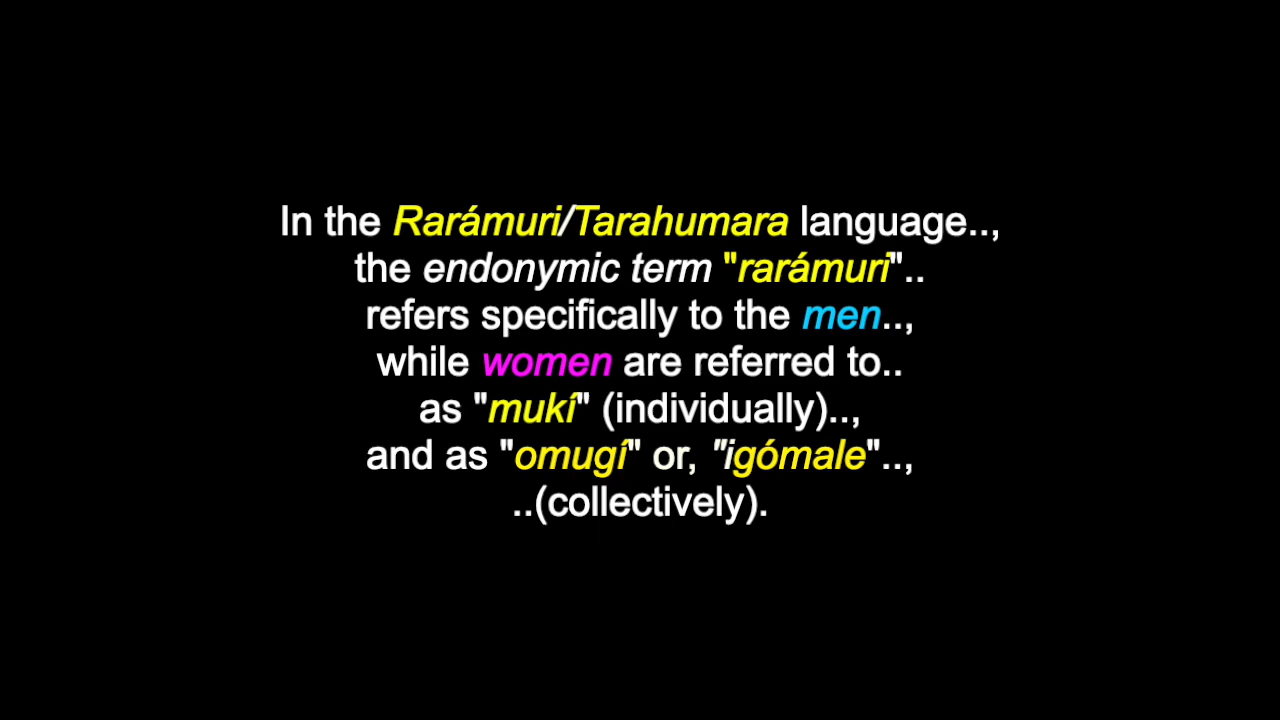 In the Rarámuri/Tarahumara language..,
the endonymic term "rarámuri"..
refers specifically to the men..,
while women are referred to..
as "mukí" (individually)..,
and as "omugí" or, "igómale"..,
..(collectively).